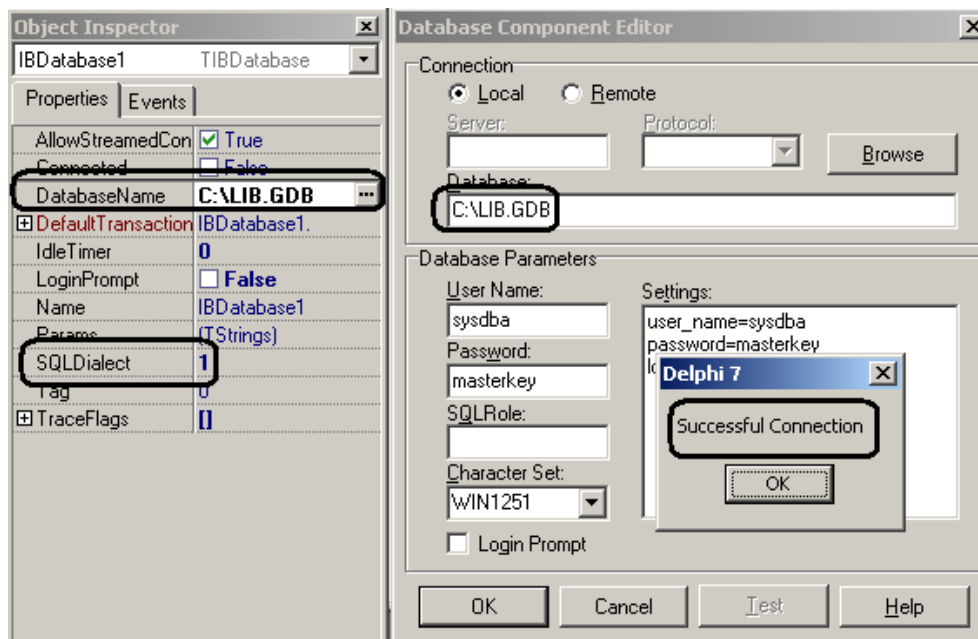 Object Inspector
IBDatabase1 TIBDatabase
Properties Events
AllowStreamedCon True
Connected False
DatabaseName C:\LIB.GDB ...
DefaultTransaction IBDatabase1.
IdleTimer 0
LoginPrompt False
Name IBDatabase1
Params (TStrings)
SQLDialect 1
Tag 0
TraceFlags []
Database Component Editor
Connection
Local Remote
Server: Protocol:
Browse
Database:
C:\LIB.GDB
Database Parameters
User Name:
sysdba
Password:
masterkey
SQLRole:
Character Set:
WIN1251
Login Prompt
Settings:
user_name=sysdba
password=masterkey
Delphi 7
Successful Connection
OK
OK Cancel Test Help